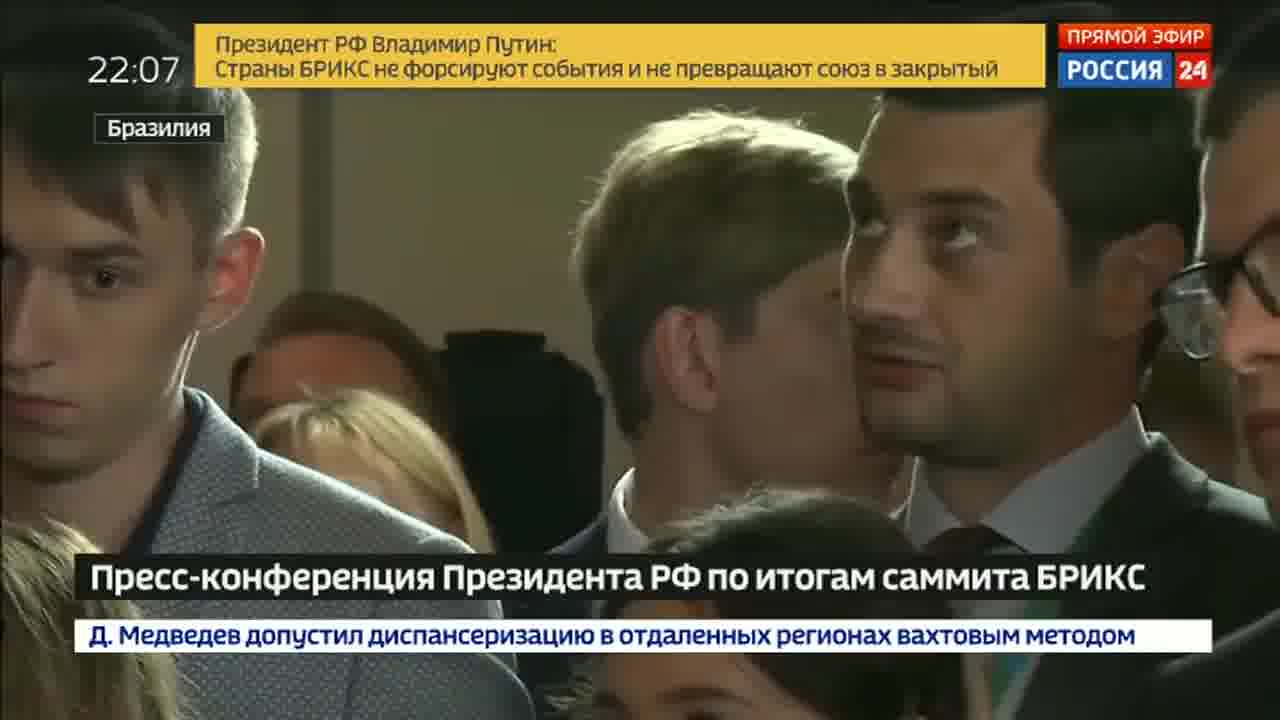 22:07
Президент РФ Владимир Путин:
Страны БРИКС не форсируют события и не превращают союз в закрытый
ПРЯМОЙ ЭФИР
РОССИЯ 24
Бразилия
Пресс-конференция Президента РФ по итогам саммита БРИКС
Д. Медведев допустил диспансеризацию в отдаленных регионах вахтовым методом